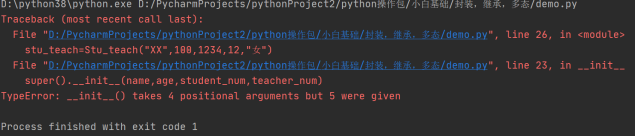 D:\python38\python.exe D:/PycharmProjects/pythonProject2/python操作包/小白基础/封装，继承，多态/demo.py
Traceback (most recent call last):
File "D:/PycharmProjects/pythonProject2/python操作包/小白基础/封装，继承，多态/demo.py", line 26, in <module>
stu_teach=Stu_teach("XX",100,1234,12,"女")
File "D:/PycharmProjects/pythonProject2/python操作包/小白基础/封装，继承，多态/demo.py", line 23, in __init__
super().__init__(name,age,student_num,teacher_num)
TypeError: __init__() takes 4 positional arguments but 5 were given
Process finished with exit code 1